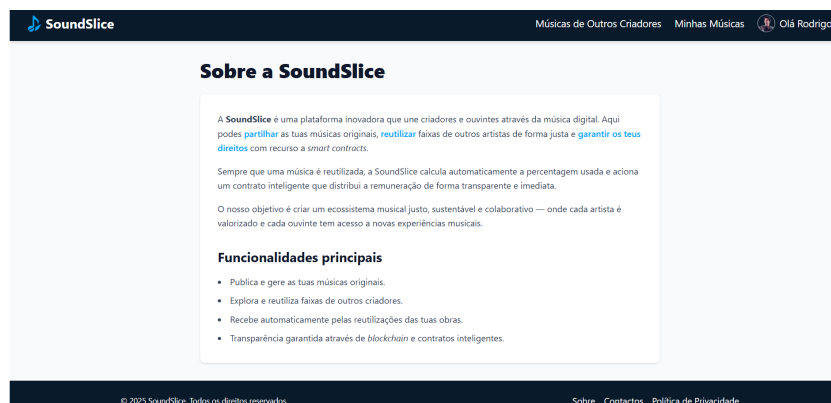 SoundSlice
Músicas de Outros Criadores Minhas Músicas Olá Rodrigo
Sobre a SoundSlice
A SoundSlice é uma plataforma inovadora que une criadores e ouvintes através da música digital. Aqui
podes partilhar as tuas músicas originais, reutilizar faixas de outros artistas de forma justa e garantir os teus
direitos com recurso a smart contracts.
Sempre que uma música é reutilizada, a SoundSlice calcula automaticamente a percentagem usada e aciona
um contrato inteligente que distribui a remuneração de forma transparente e imediata.
O nosso objetivo é criar um ecossistema musical justo, sustentável e colaborativo — onde cada artista é
valorizado e cada ouvinte tem acesso a novas experiências musicais.
Funcionalidades principais
• Publica e gere as tuas músicas originais.
• Explora e reutiliza faixas de outros criadores.
• Recebe automaticamente pelas reutilizações das tuas obras.
• Transparência garantida através de blockchain e contratos inteligentes.
© 2025 SoundSlice. Todos os direitos reservados.
Sobre Contactos Política de Privacidade